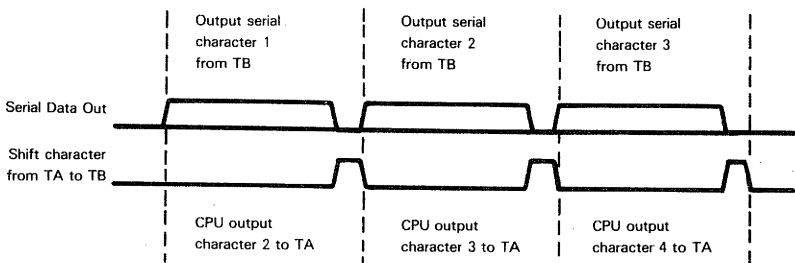 Output serial
character 1
from TB
Output serial
character 2
from TB
Output serial
character 3
from TB
Serial Data Out
Shift character
from TA to TB
CPU output
character 2 to TA
CPU output
character 3 to TA
CPU output
character 4 to TA